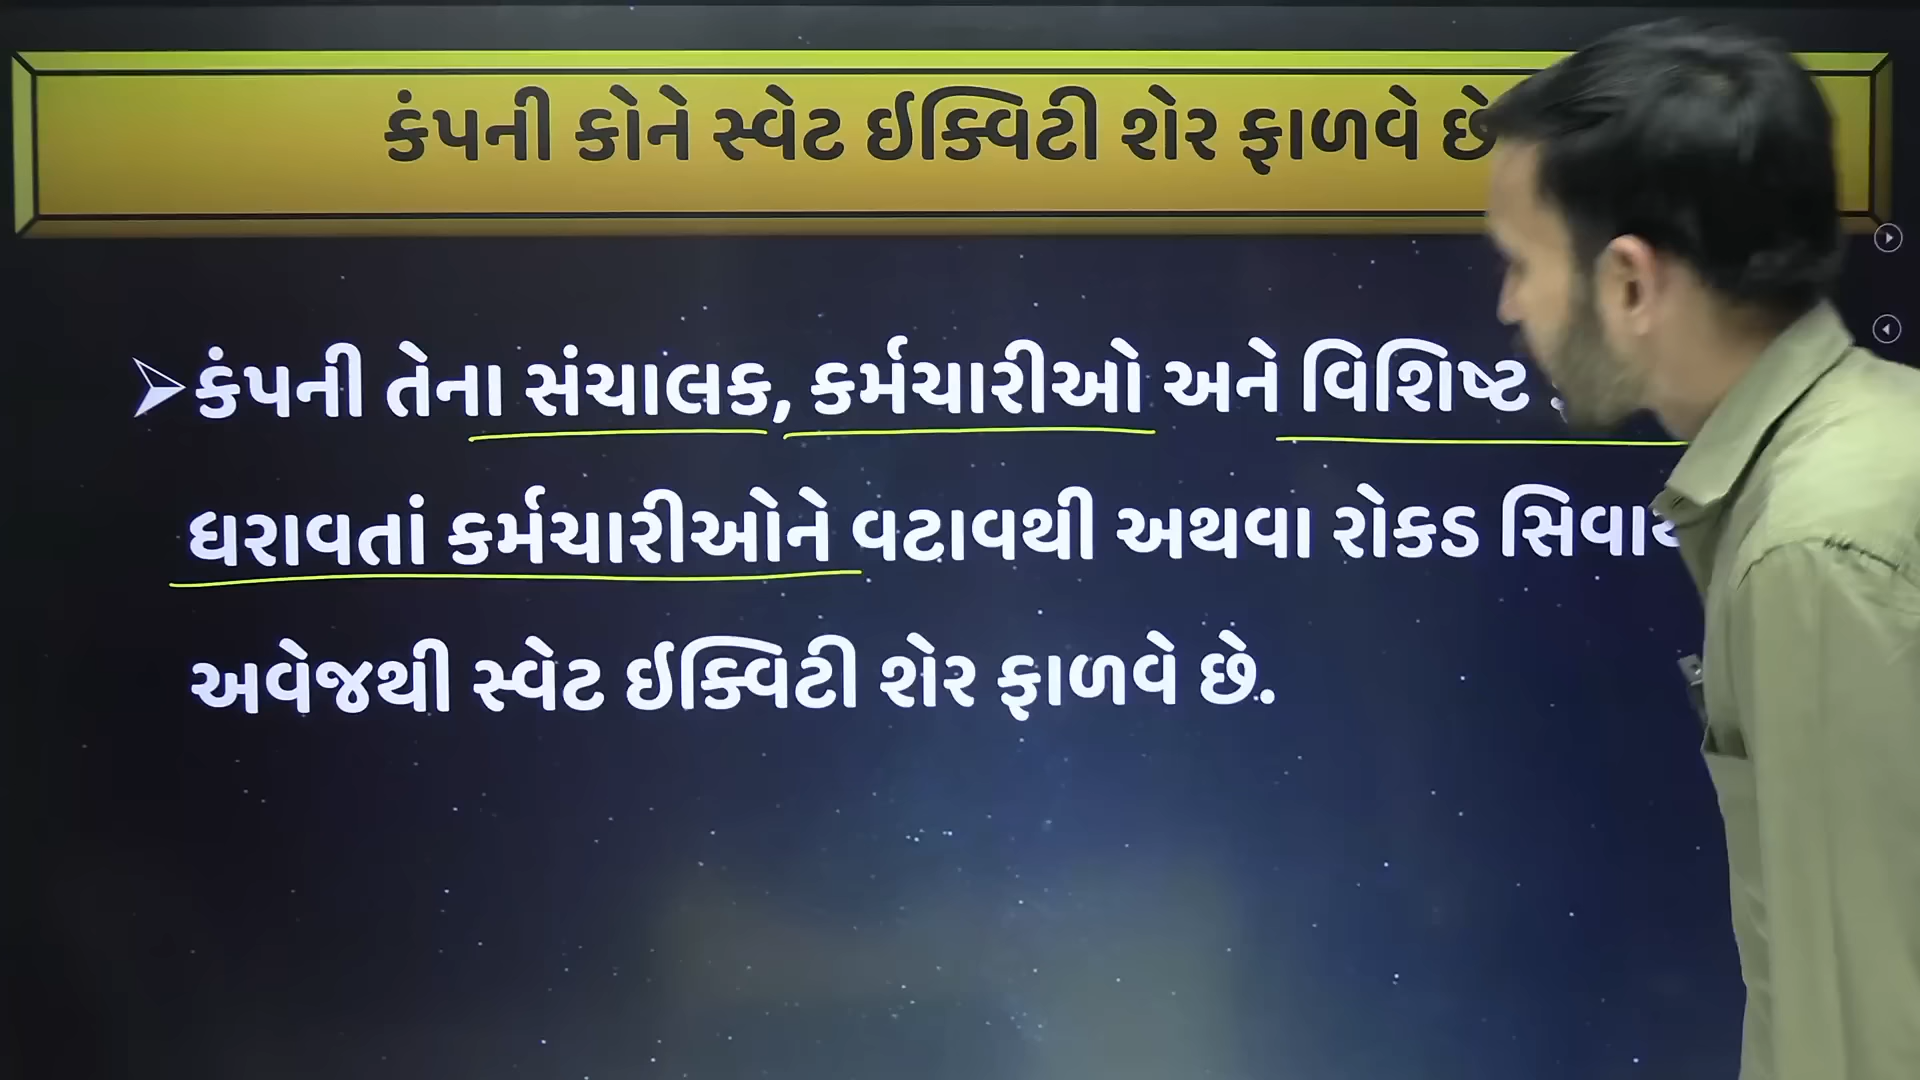 કંપની કોને સ્વેટ ઇક્વિટી શેર ફાળવે છે
કંપની તેના સંચાલક, કર્મચારીઓ અને વિશિષ્ટ
ધરાવતાં કર્મચારીઓને વટાવથી અથવા રોકડ
અવેજથી સ્વેટ ઈક્વિટી શેર ફાળવે છે.